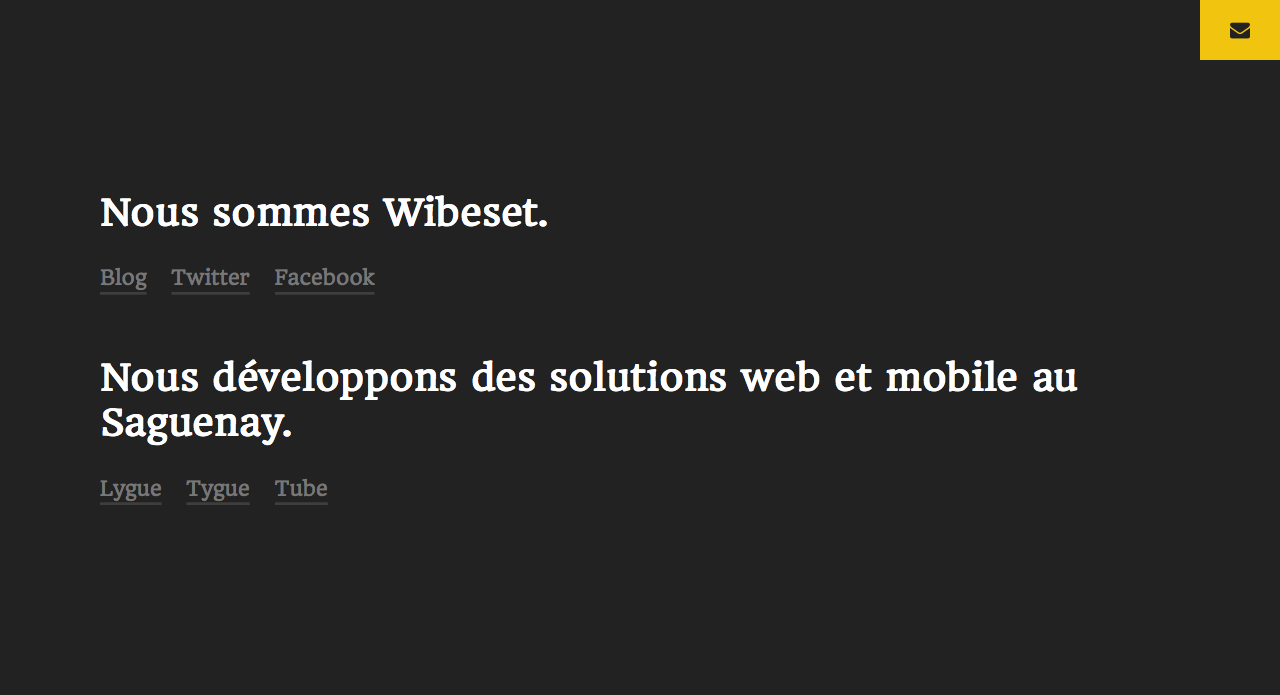 Nous sommes Wibeset.
Blog Twitter Facebook
Nous développons des solutions web et mobile au
Saguenay.
Lygue Tygue Tube